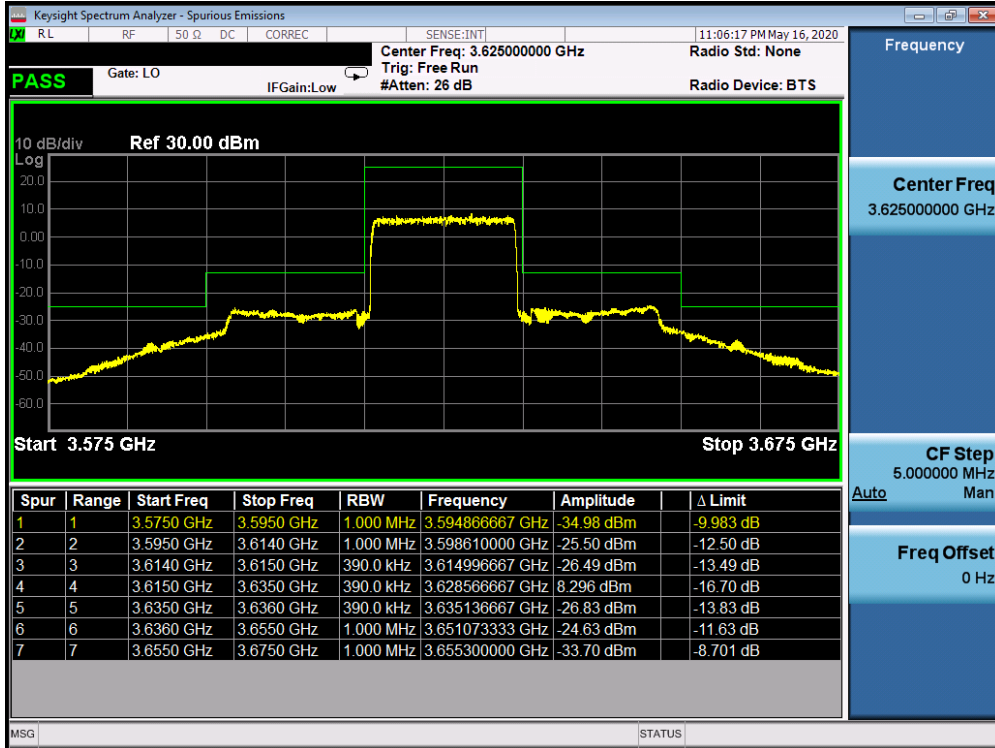 Keysight Spectrum Analyzer - Spurious Emissions
LXI RL RF 50 Ω DC CORREC SENSE:INT 11:06:17 PM May 16, 2020
Center Freq: 3.625000000 GHz Radio Std: None
PASS Gate: LO Trig: Free Run
IFGain:Low #Atten: 26 dB Radio Device: BTS
10 dB/div Ref 30.00 dBm
Log
20.0
10.0
0.00
-10.0
-20.0
-30.0
-40.0
-50.0
-60.0
Start 3.575 GHz Stop 3.675 GHz
Spur Range Start Freq Stop Freq RBW Frequency Amplitude Δ Limit
1 1 3.5750 GHz 3.5950 GHz 1.000 MHz 3.594866667 GHz -34.98 dBm -9.983 dB
2 2 3.5950 GHz 3.6140 GHz 1.000 MHz 3.598610000 GHz -25.50 dBm -12.50 dB
3 3 3.6140 GHz 3.6150 GHz 390.0 kHz 3.614996667 GHz -26.49 dBm -13.49 dB
4 4 3.6150 GHz 3.6350 GHz 390.0 kHz 3.628566667 GHz 8.296 dBm -16.70 dB
5 5 3.6350 GHz 3.6360 GHz 390.0 kHz 3.635136667 GHz -26.83 dBm -13.83 dB
6 6 3.6360 GHz 3.6550 GHz 1.000 MHz 3.651073333 GHz -24.63 dBm -11.63 dB
7 7 3.6550 GHz 3.6750 GHz 1.000 MHz 3.655300000 GHz -33.70 dBm -8.701 dB
MSG STATUS
Frequency
Center Freq
3.625000000 GHz
CF Step
5.000000 MHz
Auto Man
Freq Offset
0 Hz